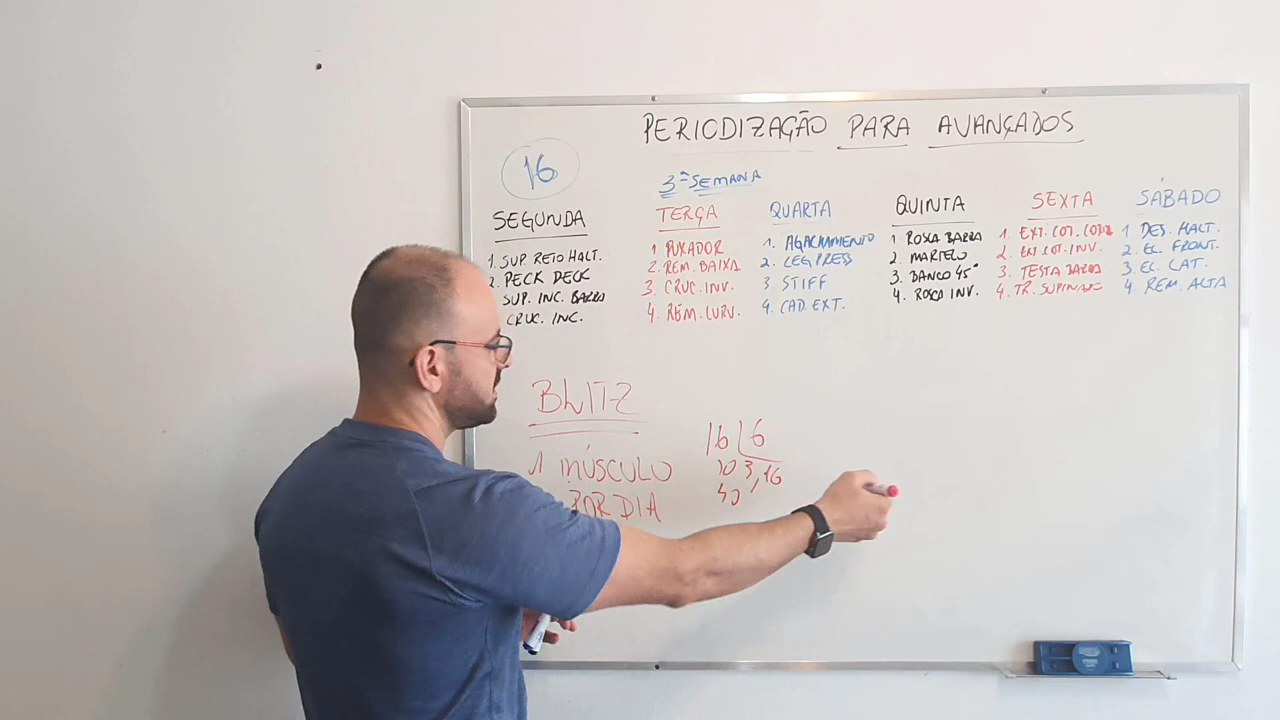 PERIODIZAÇÃO PARA AVANÇADOS
16
3ª SEMANA
SEGUNDA
1. SUP. RETO HALT.
2. PECK DECK
SUP. INC. BARRA
CRUC. INC.
TERÇA
1 PUXADOR
2. REM. BAIXA
3. CRUC. INV.
4. REM. CURV.
QUARTA
1. AGACHAMENTO
2. LEG PRESS
3. STIFF
4. CAD. EXT.
QUINTA
1. ROSCA BARRA
2. MARTELO
3. BANCO 45°
4. ROSCA INV.
SEXTA
1. EXT. COT. CORDA
2. EXT. COT. INV.
3. TESTA BARRA
4. TR. SUPINADO
SÁBADO
1 DES. HALT.
2. EL. FRONT.
3. EL. LAT.
4 REM. ALTA
BLITZ
1 MÚSCULO
POR DIA
16 6
10 3,16
40